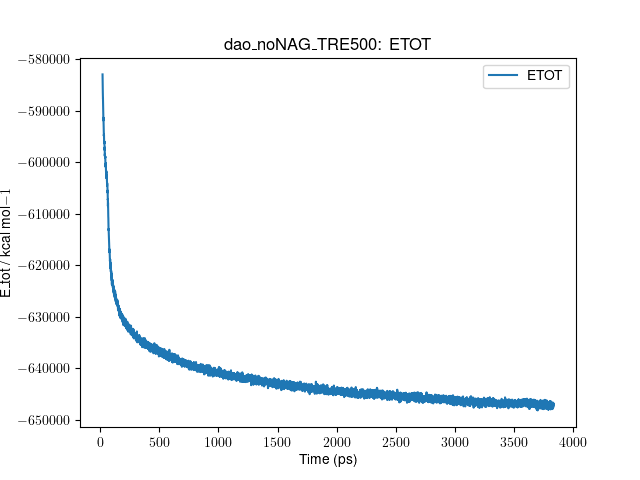 dao_noNAG_TRE500: ETOT
ETOT
−580000
−590000
−600000
−610000
−620000
−630000
−640000
−650000
E_tot / kcal mol−1
0 500 1000 1500 2000 2500 3000 3500 4000
Time (ps)